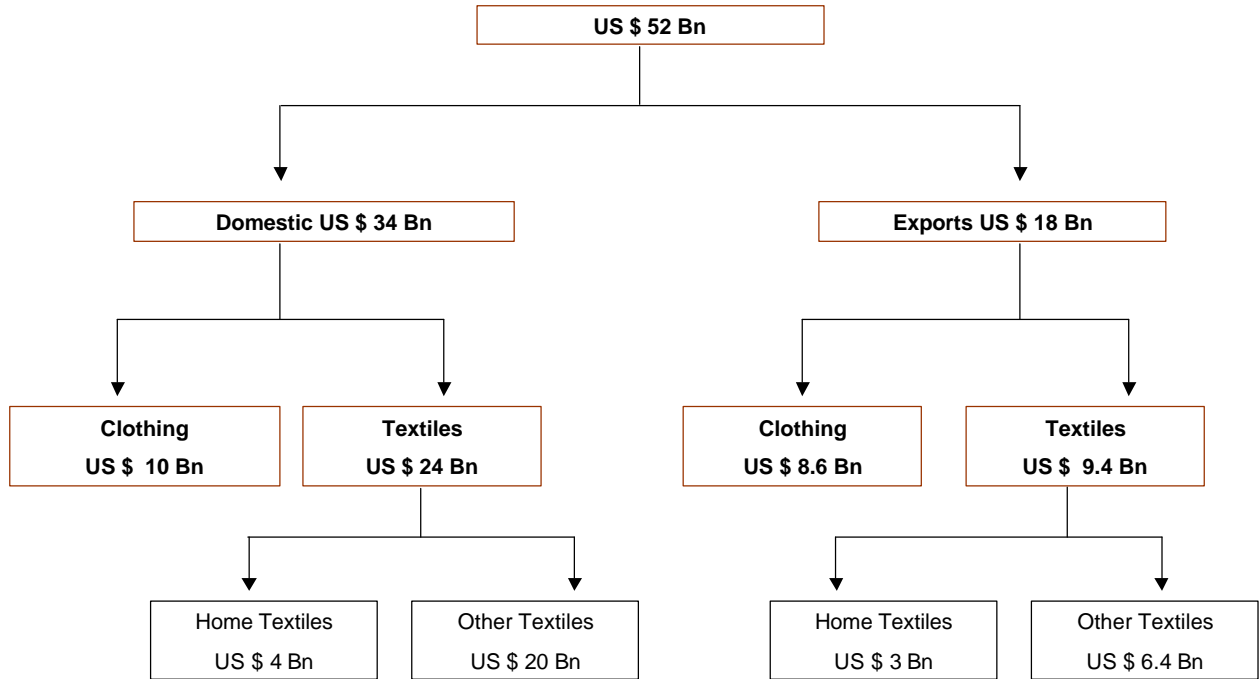 US $ 52 Bn
Domestic US $ 34 Bn
Exports US $ 18 Bn
Clothing
US $  10 Bn
Textiles
US $ 24 Bn
Clothing
US $ 8.6 Bn
Textiles
US $  9.4 Bn
Home Textiles
US $ 4 Bn
Other Textiles
US $ 20 Bn
Home Textiles
US $ 3 Bn
Other Textiles
US $ 6.4 Bn